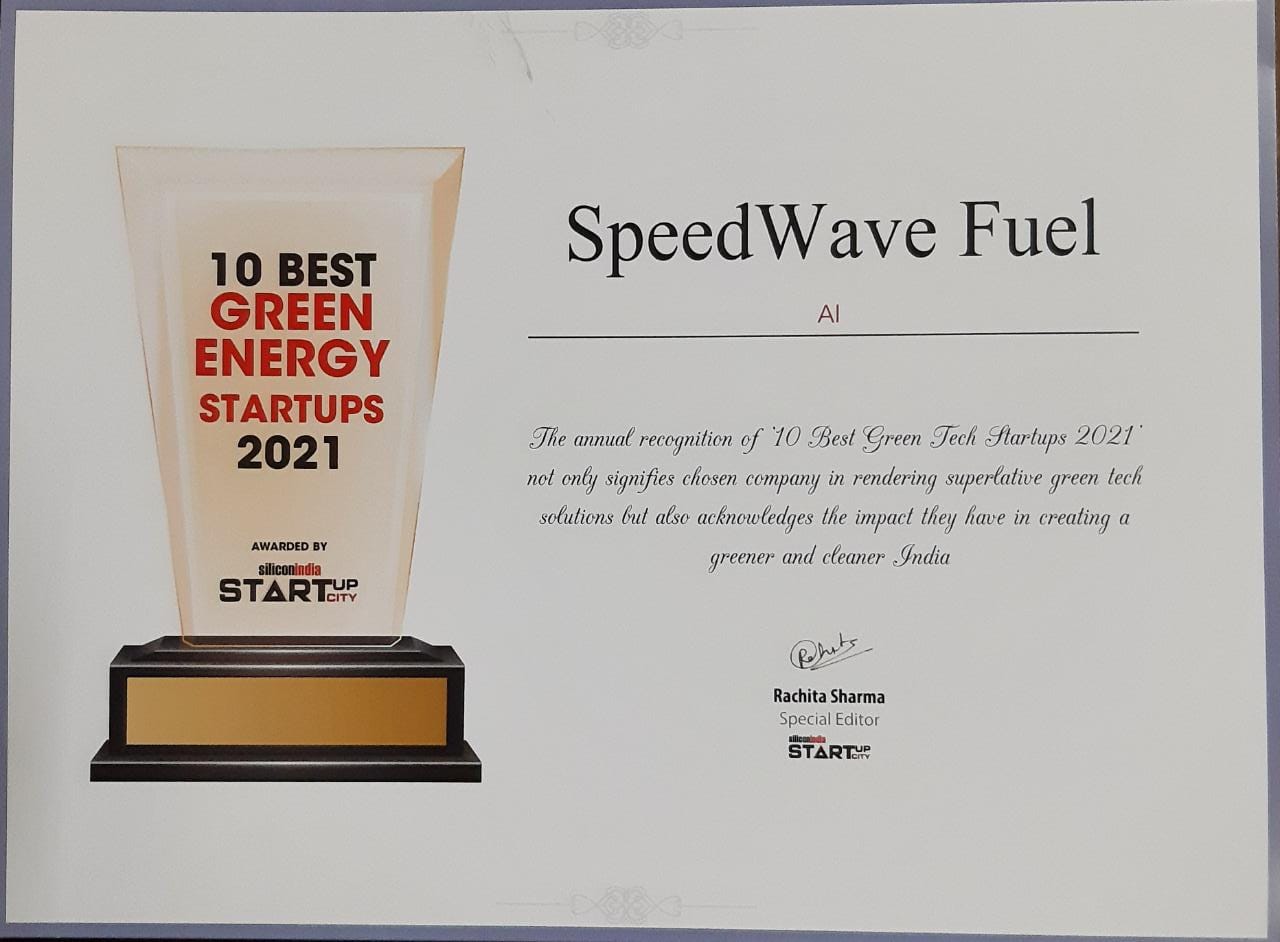 10 BEST
GREEN
ENERGY
STARTUPS
2021
AWARDED BY
siliconindia
STARTUP
CITY
SpeedWave Fuel
AI
The annual recognition of '10 Best Green Tech Startups 2021'
not only signifies chosen company in rendering superlative green tech
solutions but also acknowledges the impact they have in creating a
greener and cleaner India
Rachita Sharma
Special Editor
siliconindia
STARTUP
CITY